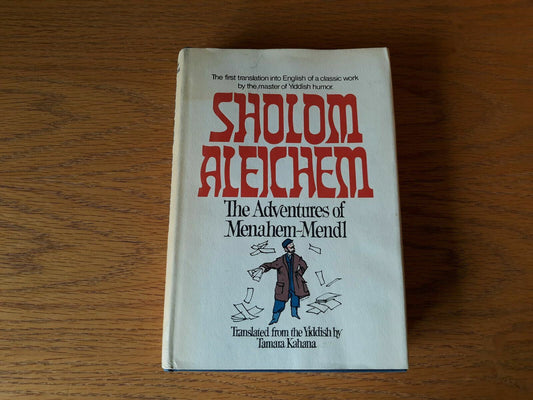 The first translation into English of a classic work
by the master of Yiddish humor.
SHOLOM
ALEICHEM
The Adventures of
Menahem-Mendl
Translated from the Yiddish by
Tamara Kahana